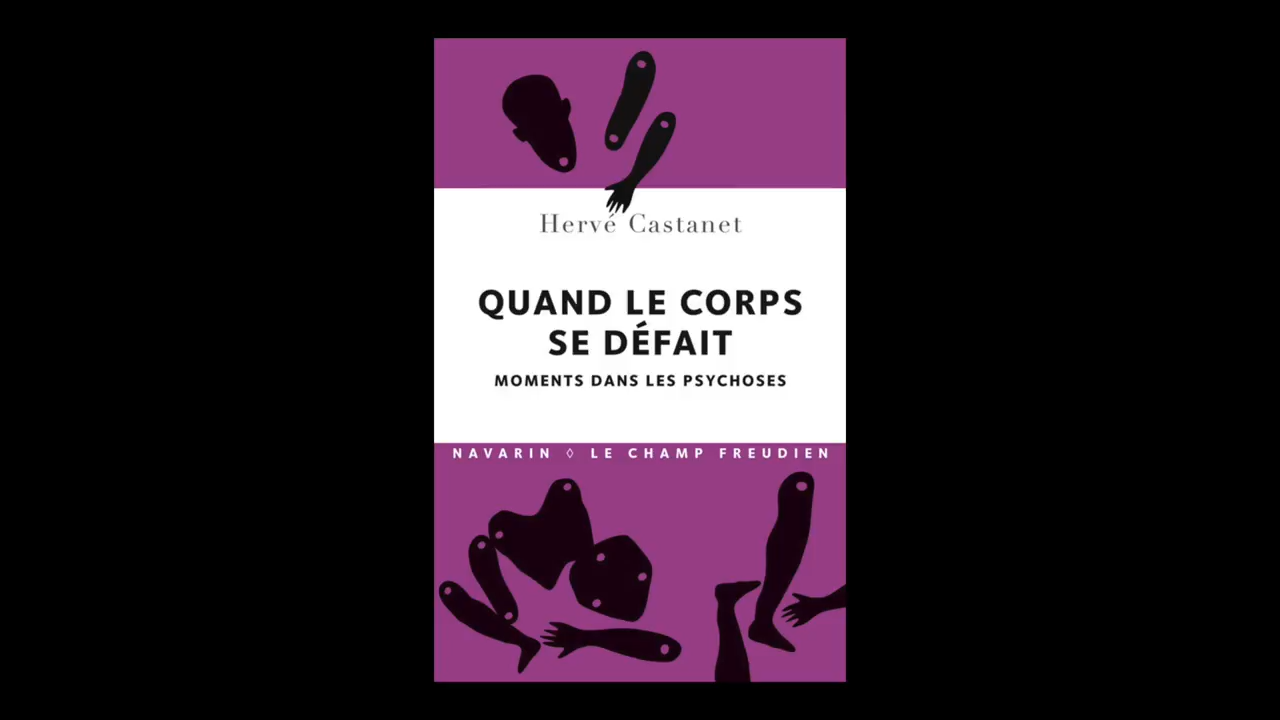 Hervé Castanet
QUAND LE CORPS
SE DÉFAIT
MOMENTS DANS LES PSYCHOSES
NAVARIN ◊ LE CHAMP FREUDIEN